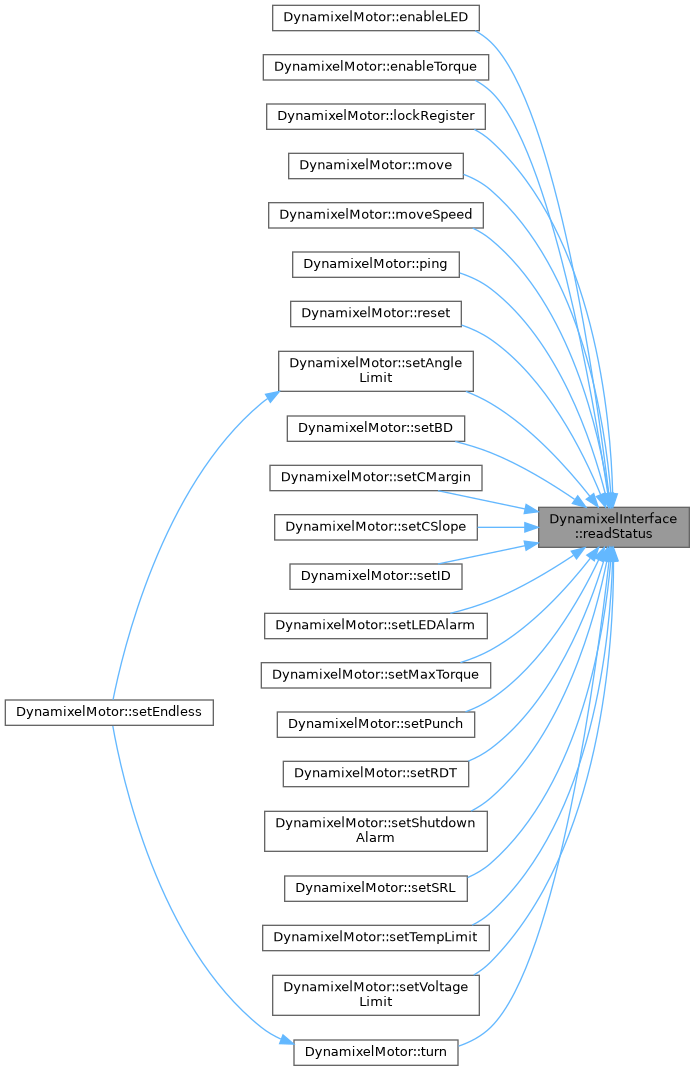 DynamixelMotor::enableLED
DynamixelMotor::enableTorque
DynamixelMotor::lockRegister
DynamixelMotor::move
DynamixelMotor::moveSpeed
DynamixelMotor::ping
DynamixelMotor::reset
DynamixelMotor::setAngle
Limit
DynamixelMotor::setBD
DynamixelMotor::setCMargin
DynamixelMotor::setCSlope
DynamixelInterface
::readStatus
DynamixelMotor::setID
DynamixelMotor::setLEDAlarm
DynamixelMotor::setMaxTorque
DynamixelMotor::setEndless
DynamixelMotor::setPunch
DynamixelMotor::setRDT
DynamixelMotor::setShutdown
Alarm
DynamixelMotor::setSRL
DynamixelMotor::setTempLimit
DynamixelMotor::setVoltage
Limit
DynamixelMotor::turn